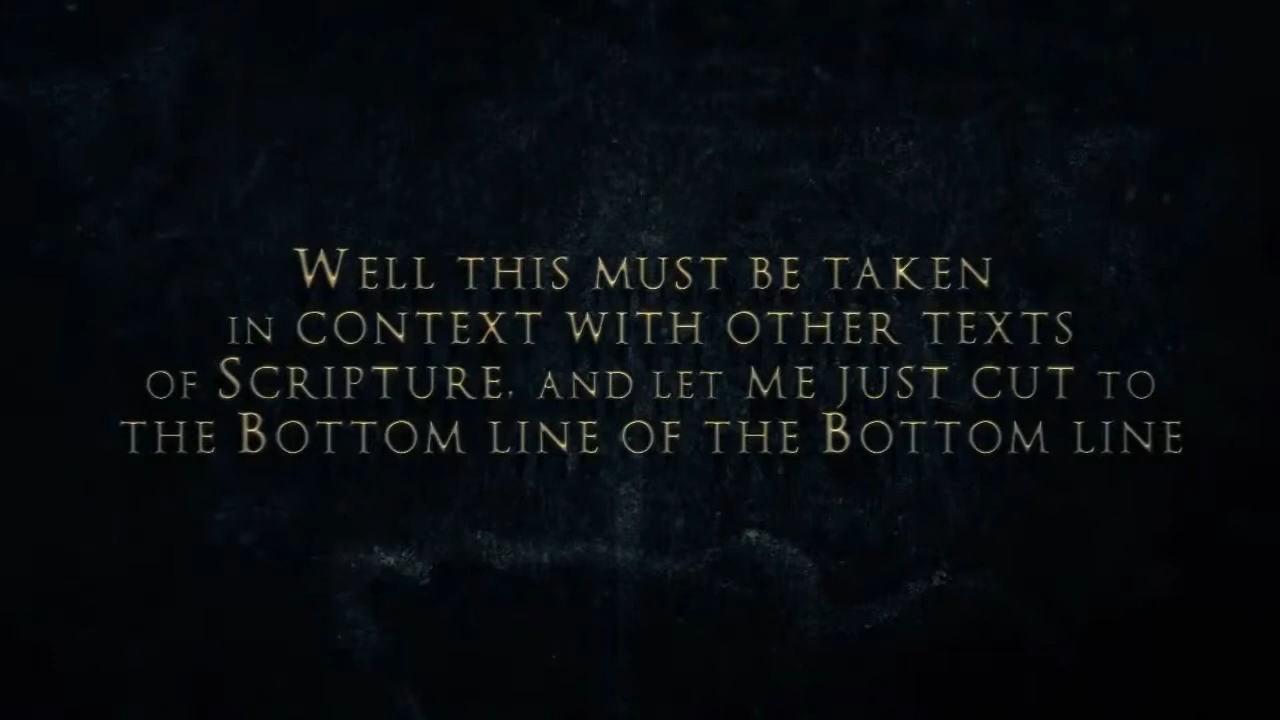 Well this must be taken
in context with other texts
of Scripture, and let me just cut to
the Bottom line of the Bottom line